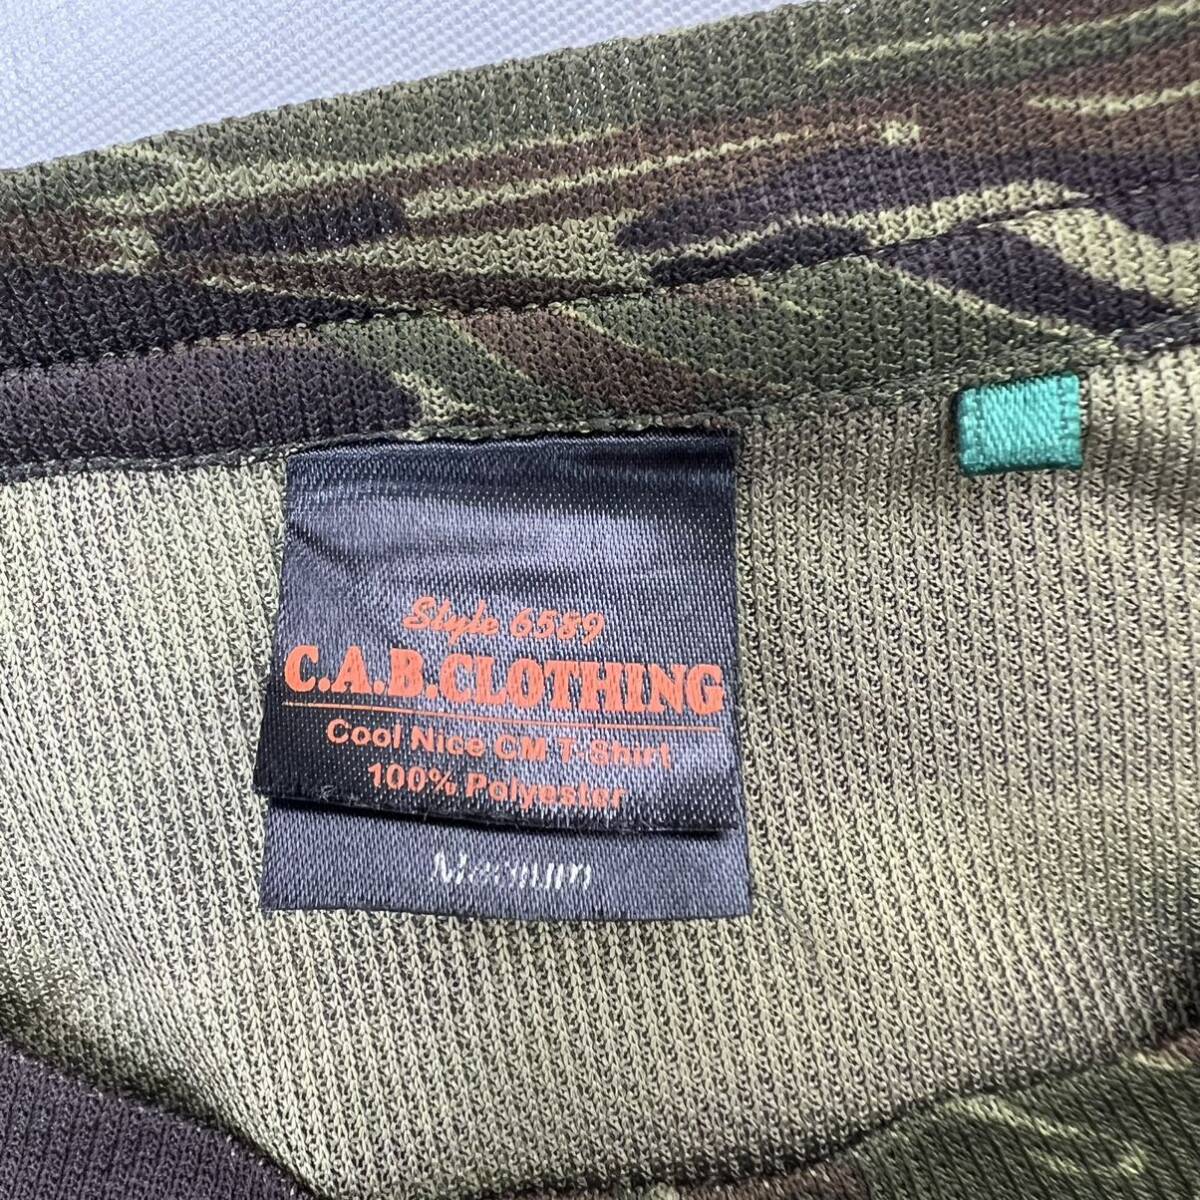 Style 6589
C.A.B.CLOTHING
Cool Nice CM T-Shirt
100% Polyester
Medium